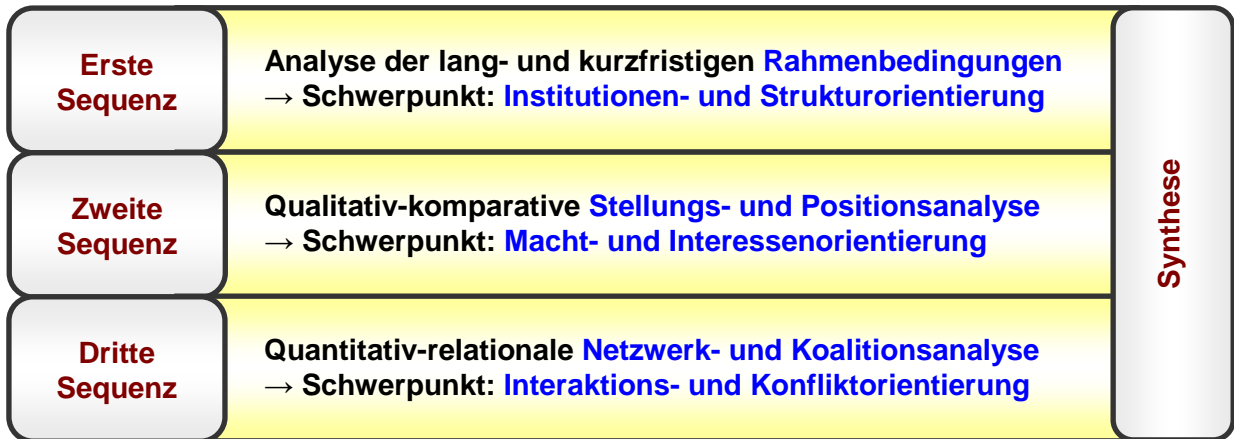 Erste
Sequenz
Analyse der lang- und kurzfristigen Rahmenbedingungen
→ Schwerpunkt: Institutionen- und Strukturorientierung
Zweite
Sequenz
Qualitativ-komparative Stellungs- und Positionsanalyse
→ Schwerpunkt: Macht- und Interessenorientierung
Dritte
Sequenz
Quantitativ-relationale Netzwerk- und Koalitionsanalyse
→ Schwerpunkt: Interaktions- und Konfliktorientierung
Synthese